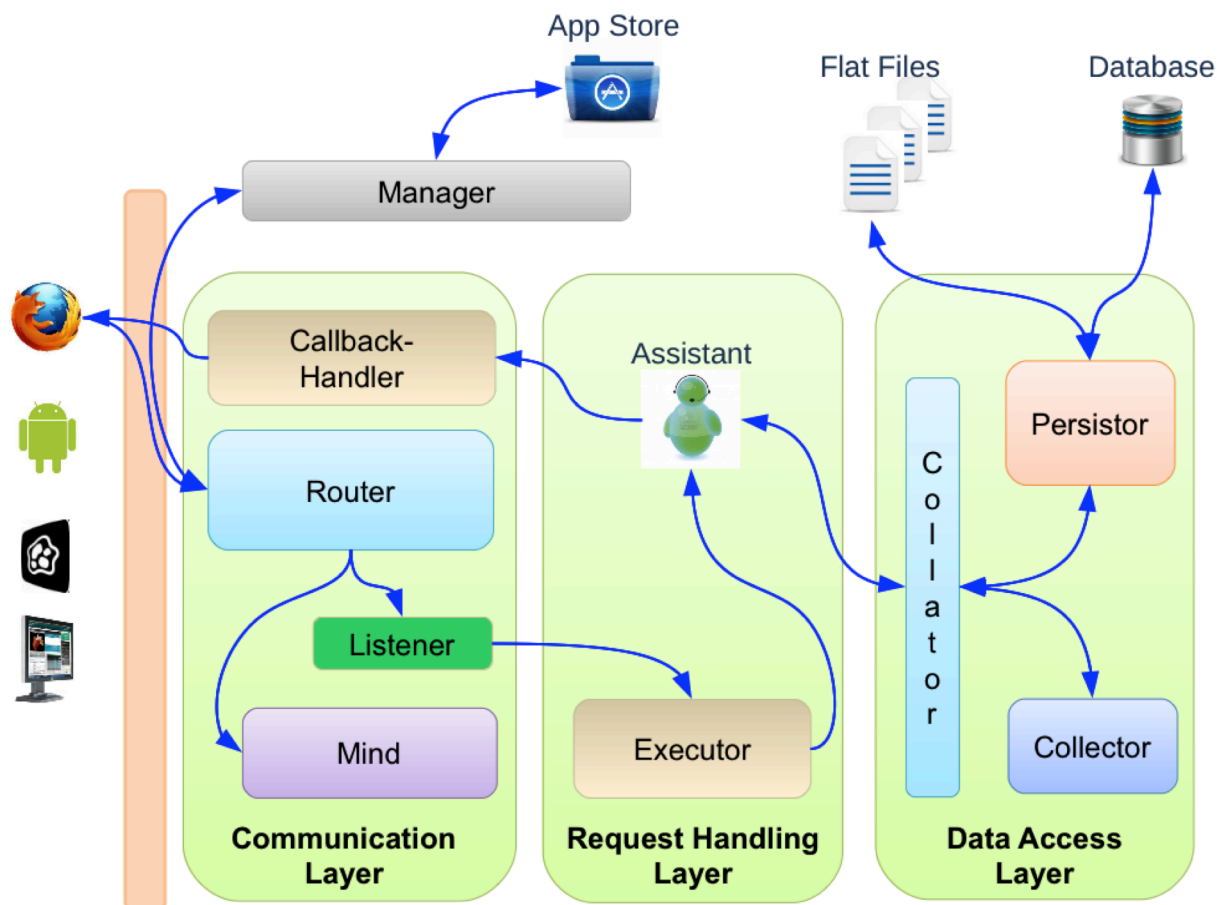 App Store
Flat Files
Database
Manager
Callback-
Handler
Assistant
Persistor
Router
Collator
Listener
Mind
Executor
Collector
Communication
Layer
Request Handling
Layer
Data Access
Layer